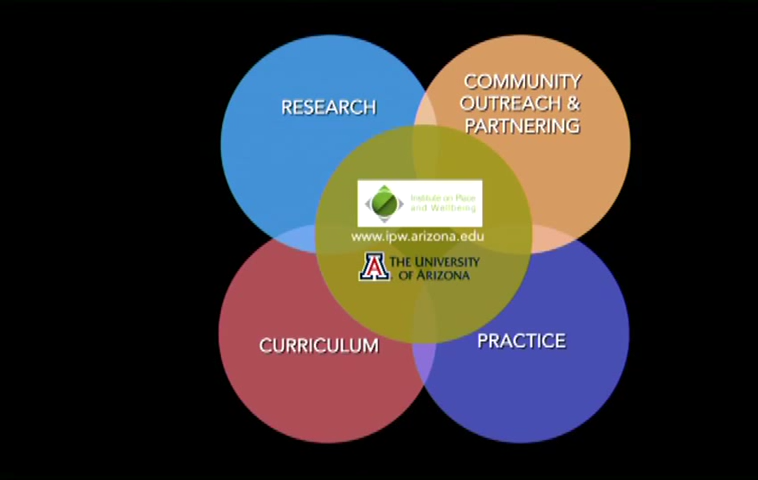 RESEARCH
COMMUNITY
OUTREACH &
PARTNERING
Institute on Place
and Wellbeing
www.ipw.arizona.edu
A THE UNIVERSITY
OF ARIZONA
CURRICULUM
PRACTICE